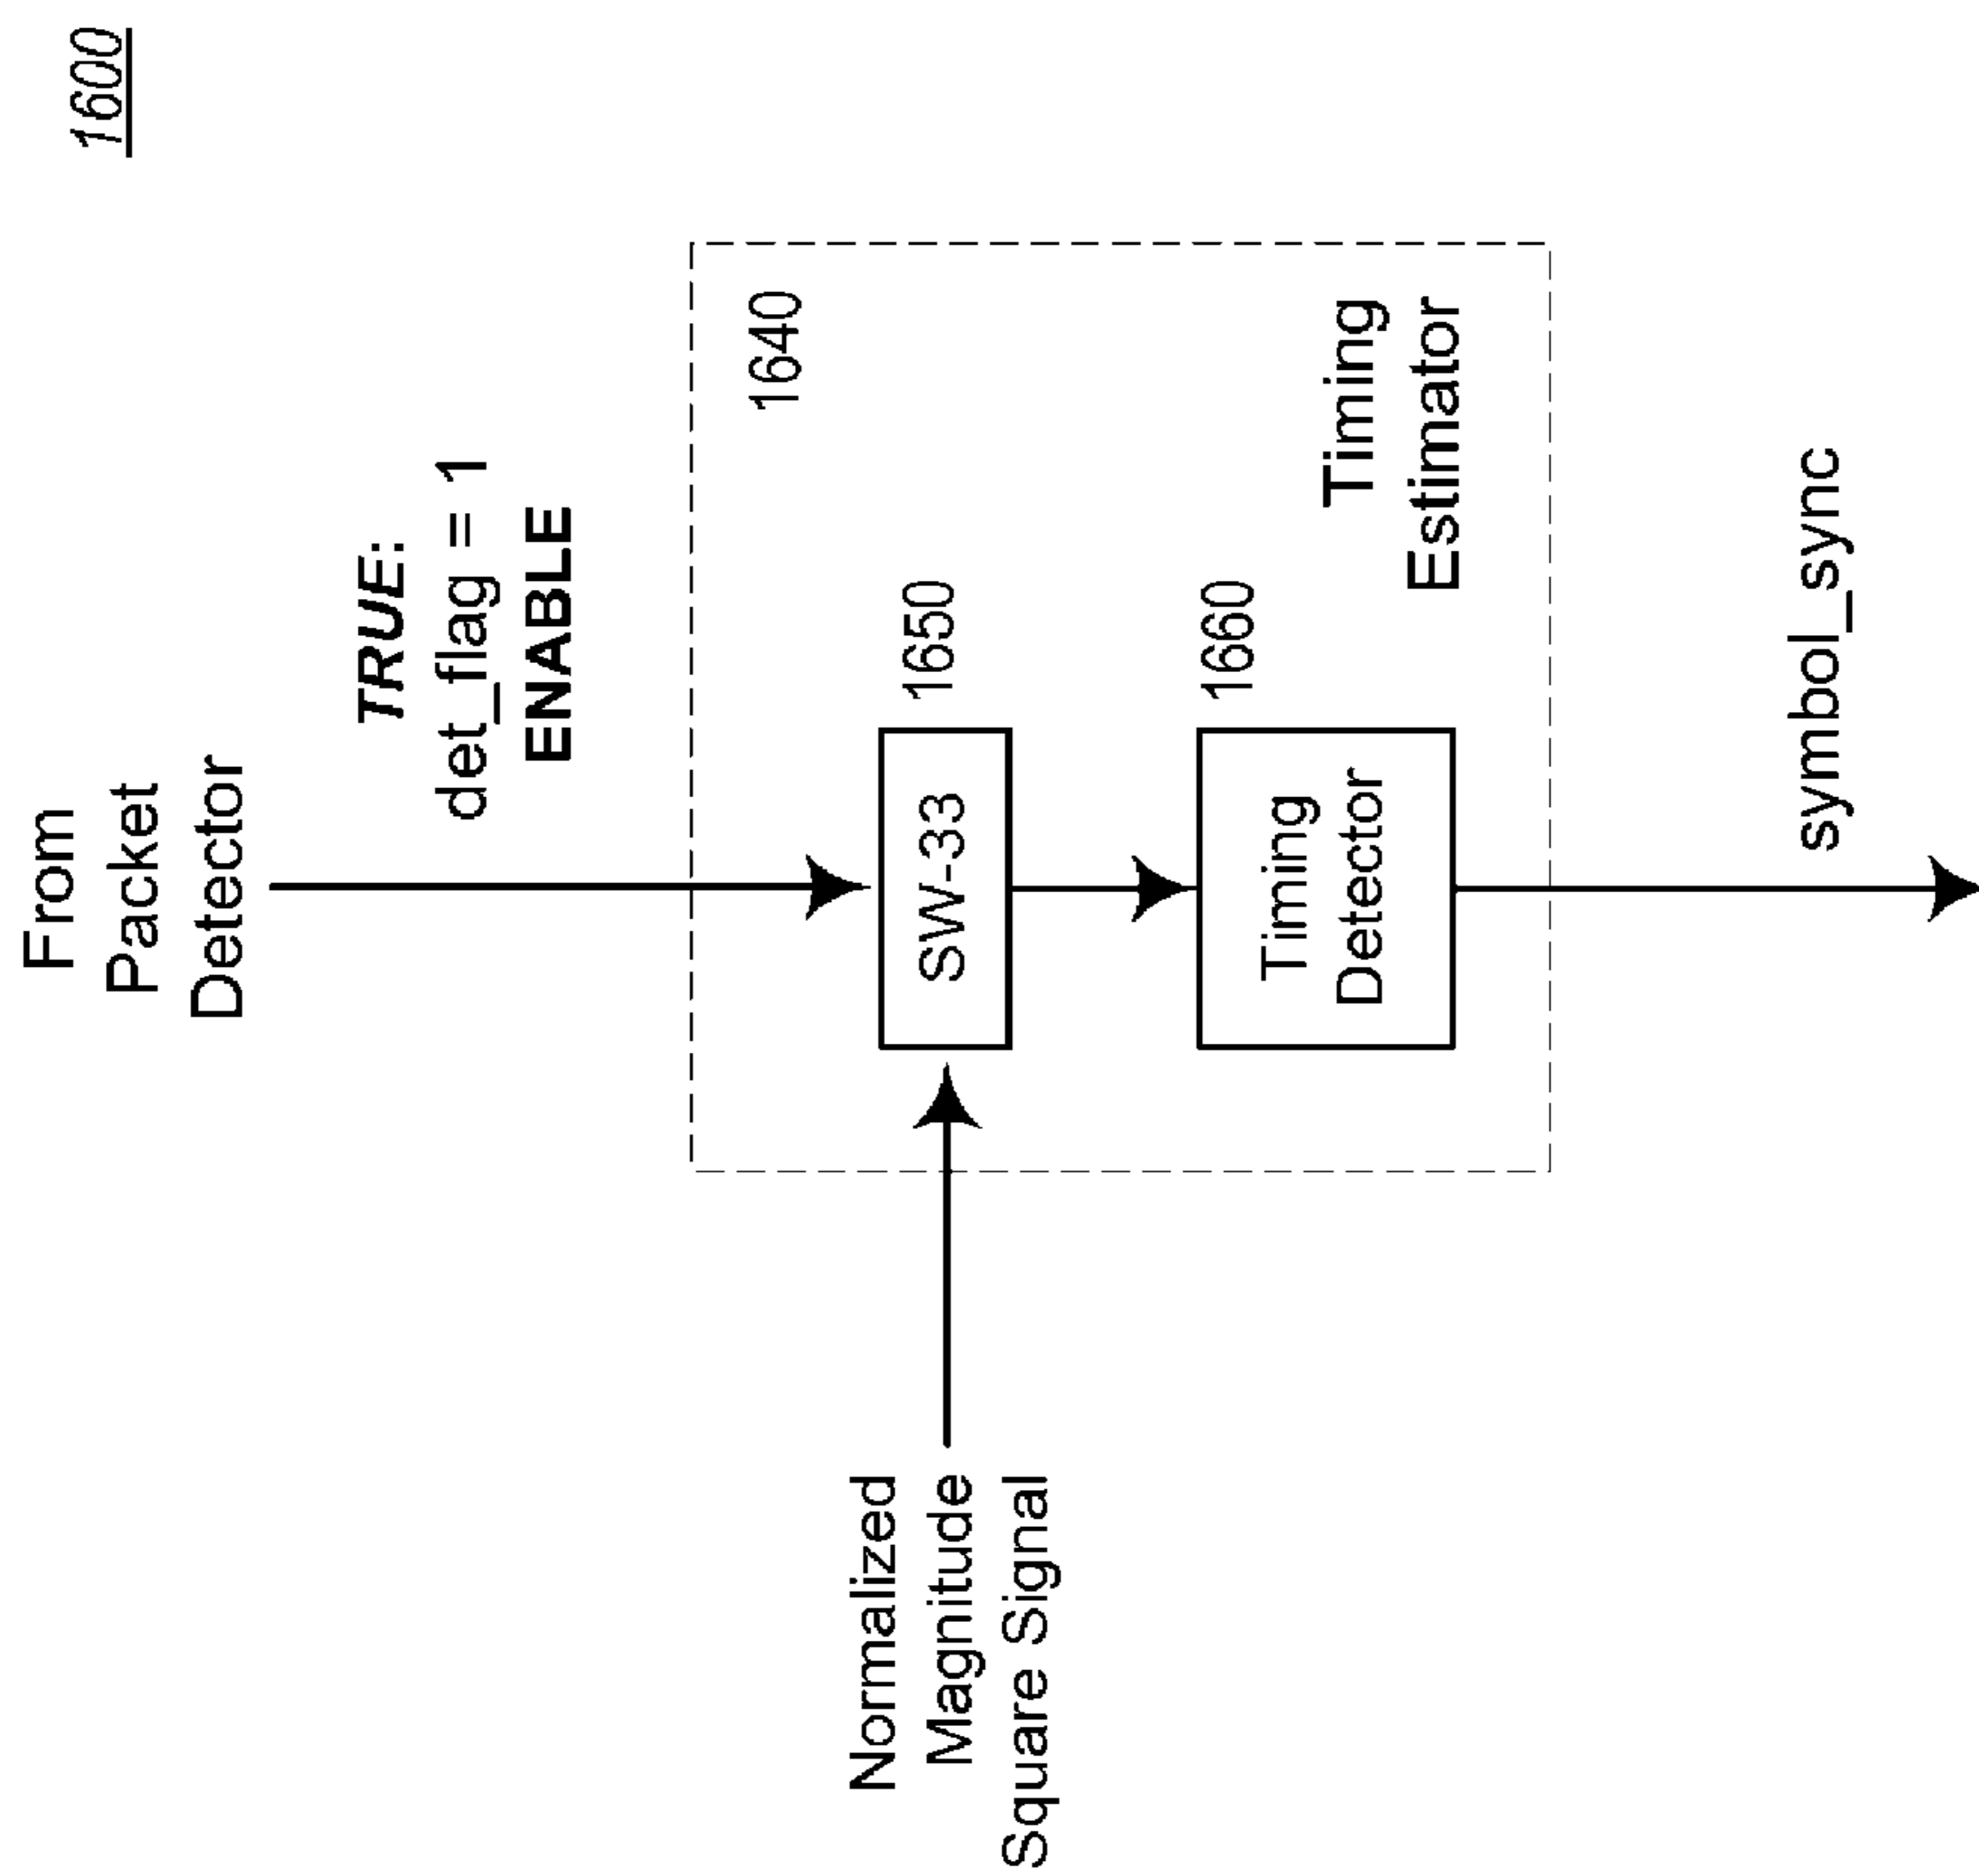 1600
From
Packet
Detector
TRUE:
det_flag = 1
ENABLE
1640
SW-33
1650
Timing
Detector
1660
Timing
Estimator
Normalized
Magnitude
Square Signal
symbol_sync